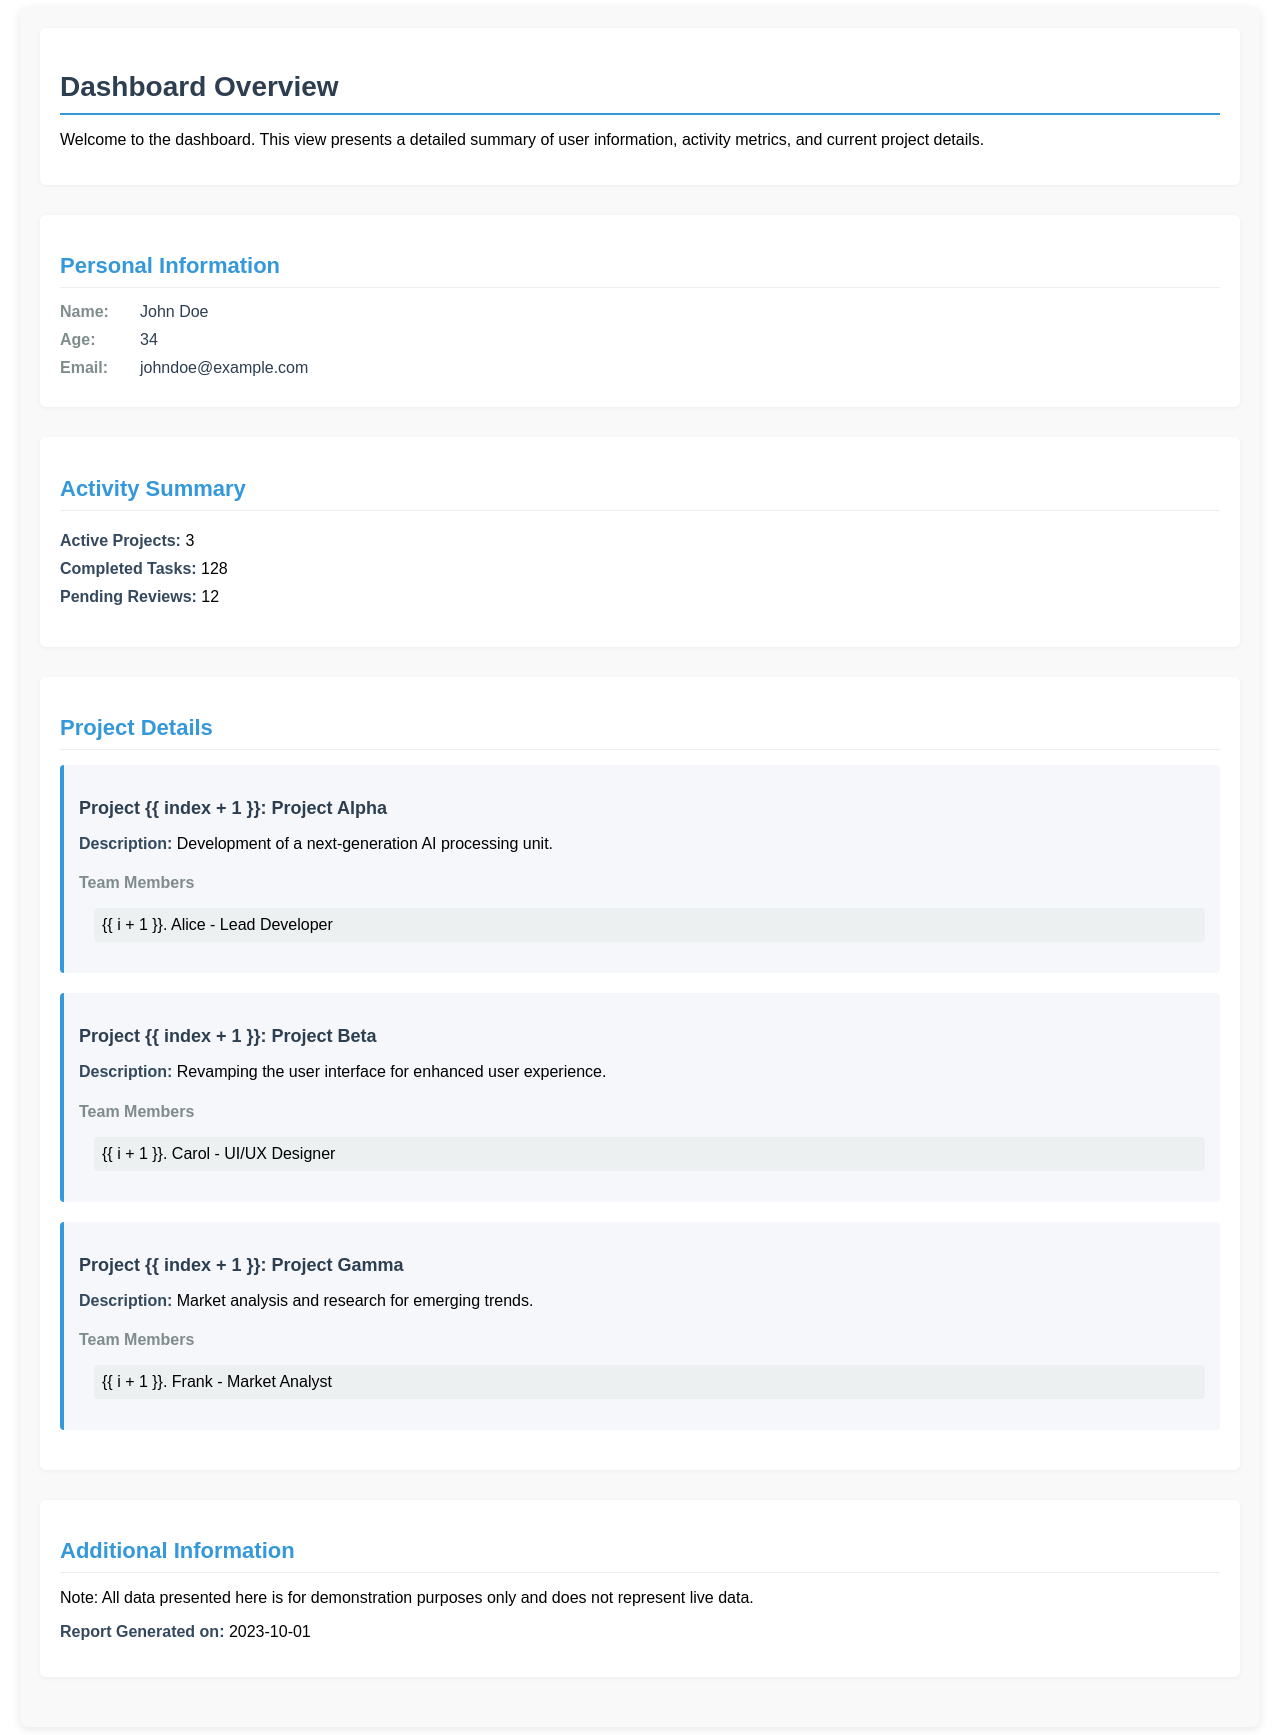 Dashboard Overview
Welcome to the dashboard. This view presents a detailed summary of user information, activity metrics, and current project details.
Personal Information
Name: John Doe
Age: 34
Email: johndoe@example.com
Activity Summary
Active Projects: 3
Completed Tasks: 128
Pending Reviews: 12
Project Details
Project {{ index + 1 }}: Project Alpha
Description: Development of a next-generation AI processing unit.
Team Members
{{ i + 1 }}. Alice - Lead Developer
Project {{ index + 1 }}: Project Beta
Description: Revamping the user interface for enhanced user experience.
Team Members
{{ i + 1 }}. Carol - UI/UX Designer
Project {{ index + 1 }}: Project Gamma
Description: Market analysis and research for emerging trends.
Team Members
{{ i + 1 }}. Frank - Market Analyst
Additional Information
Note: All data presented here is for demonstration purposes only and does not represent live data.
Report Generated on: 2023-10-01